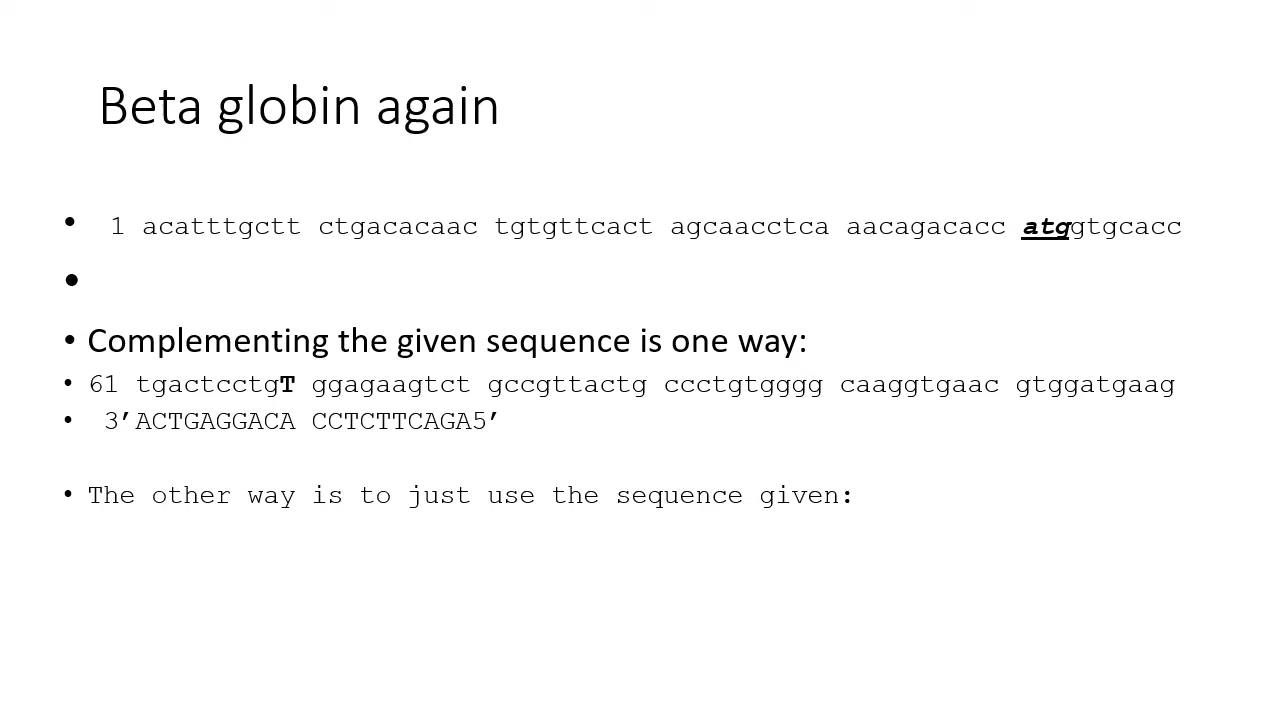 Beta globin again
• 1 acatttgctt ctgacacaac tgtgttcact agcaacctca aacagacacc atggtgcacc
•
• Complementing the given sequence is one way:
• 61 tgactcctgT ggagaagtct gccgttactg ccctgtgggg caaggtgaac gtggatgaag
• 3’ACTGAGGACA CCTCTTCAGA5’
• The other way is to just use the sequence given: